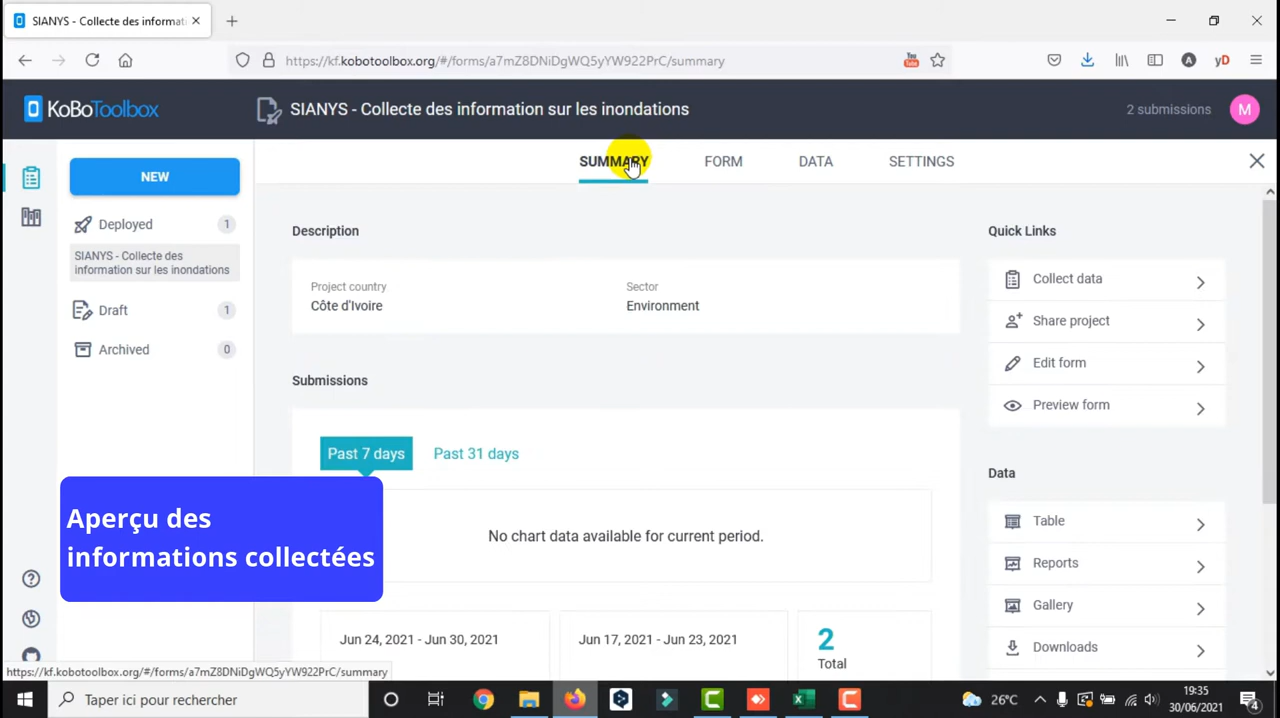 SIANYS - Collecte des informati
https://kf.kobotoolbox.org/#/forms/a7mZ8DNiDgWQ5yYW922PrC/summary
You Tube
A
yD
KoBoToolbox
SIANYS - Collecte des information sur les inondations
2 submissions
M
NEW
SUMMARY
FORM
DATA
SETTINGS
Deployed
1
SIANYS - Collecte des
information sur les inondations
Draft
1
Archived
0
Description
Project country
Sector
Côte d'Ivoire
Environment
Submissions
Past 7 days
Past 31 days
No chart data available for current period.
Jun 24, 2021 - Jun 30, 2021
Jun 17, 2021 - Jun 23, 2021
2
Total
Quick Links
Collect data
Share project
Edit form
Preview form
Data
Table
Reports
Gallery
Downloads
Aperçu des
informations collectées
https://kf.kobotoolbox.org/#/forms/a7mZ8DNiDgWQ5yYW922PrC/summary
Taper ici pour rechercher
26°C
19:35
30/06/2021
4